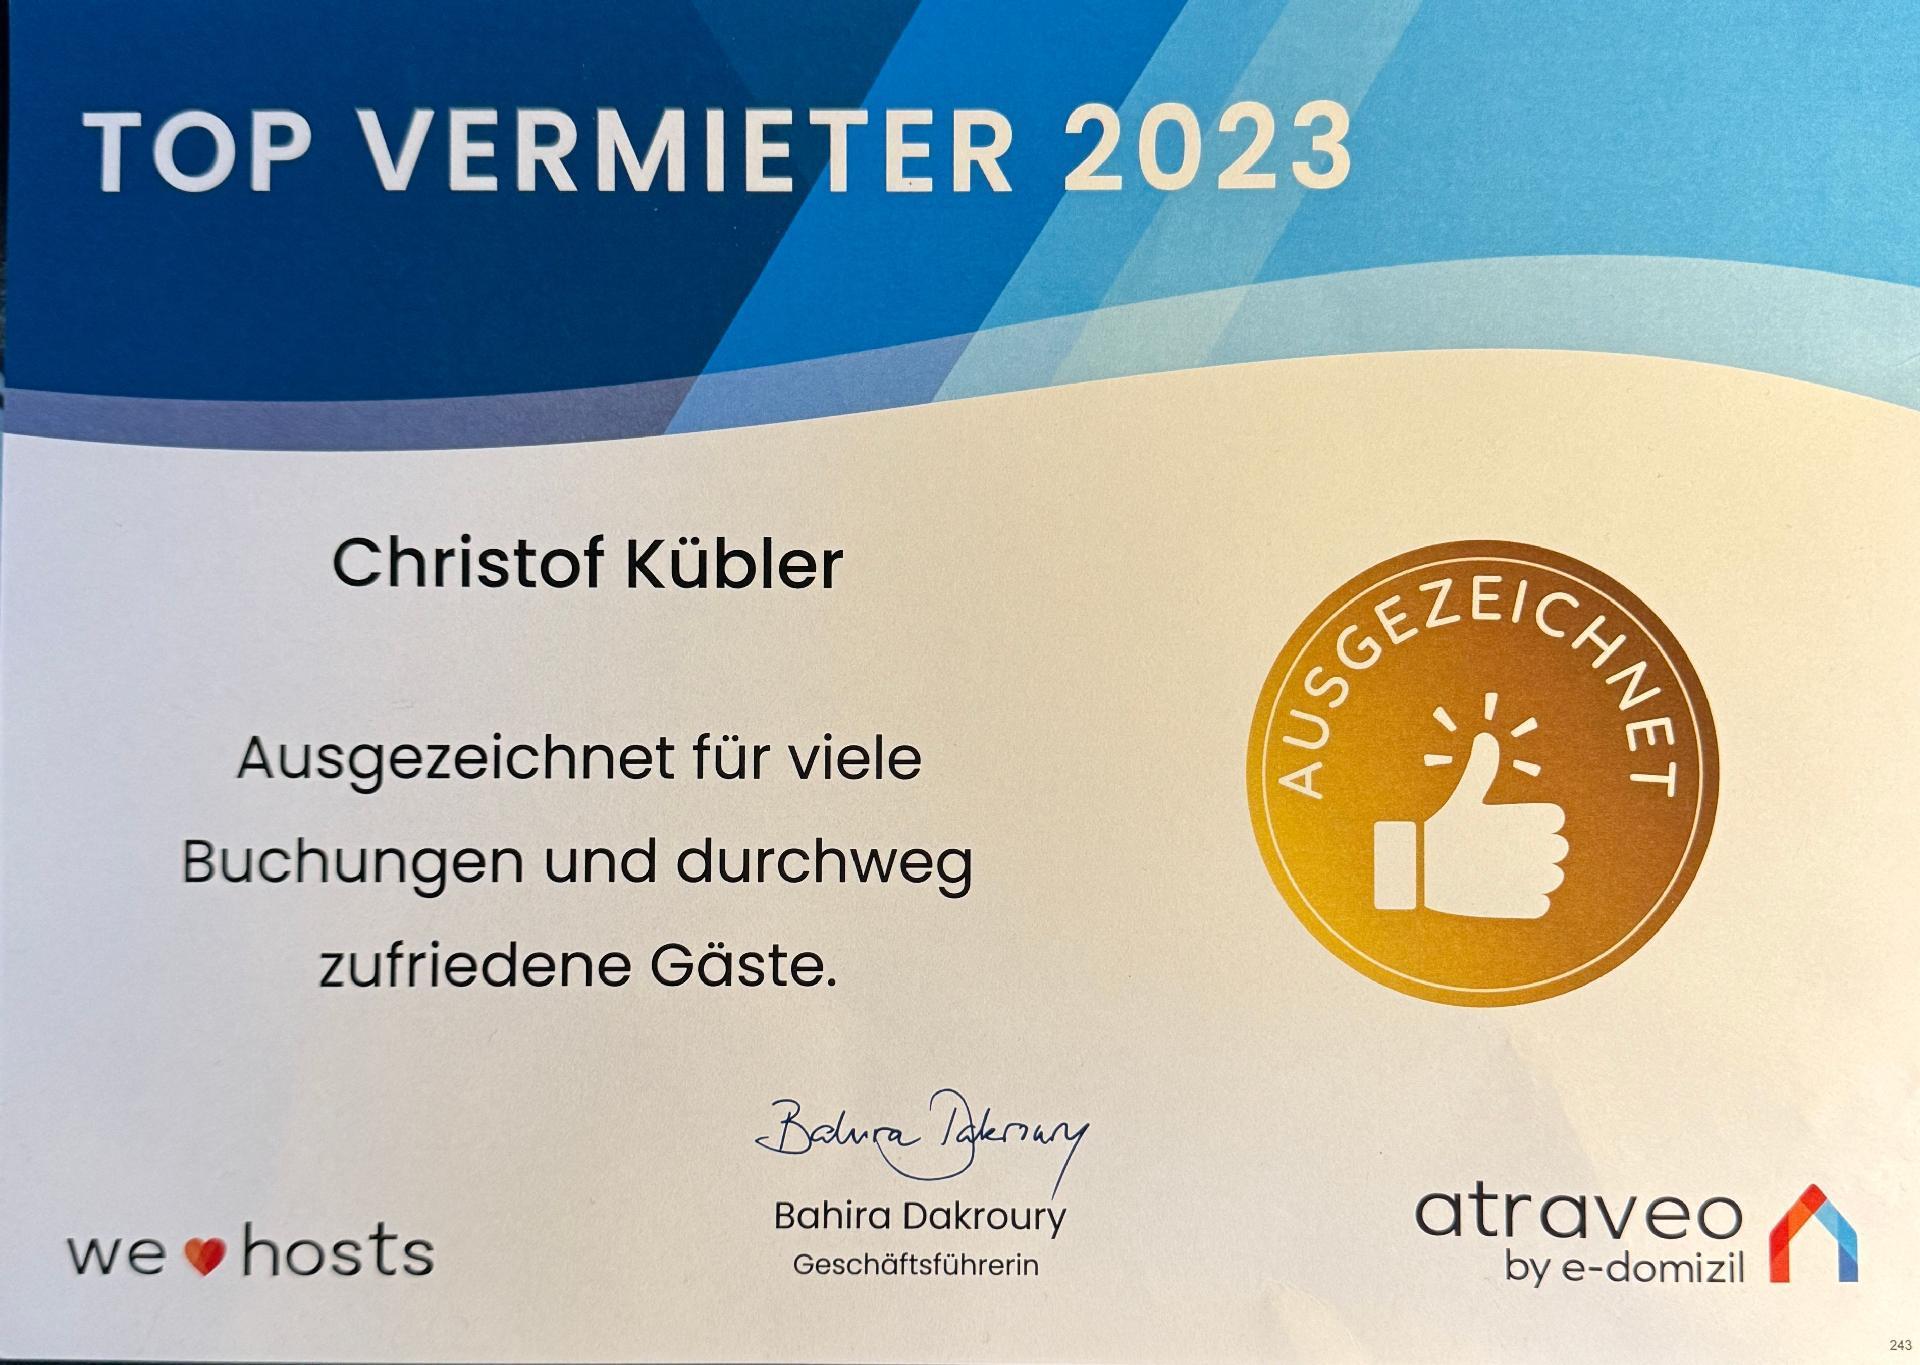 TOP VERMIETER 2023
Christof Kübler
AUSGEZEICHNET
Ausgezeichnet für viele
Buchungen und durchweg
zufriedene Gäste.
Bahira Dakroury
Bahira Dakroury
Geschäftsführerin
we hosts
atraveo
by e-domizil
243